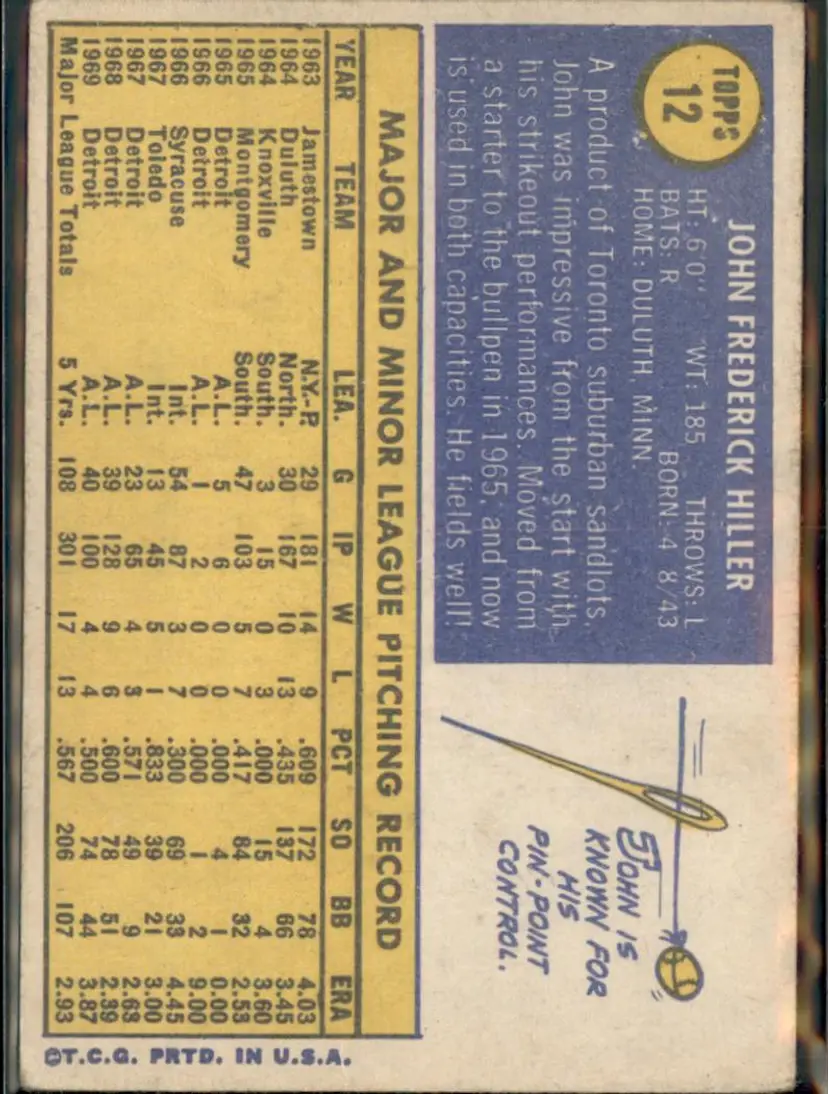 TOPPS
12
JOHN FREDERICK HILLER
HT: 6'0" WT: 185 THROWS: L
BATS: R BORN: 4/8/43
HOME: DULUTH, MINN.
A product of Toronto suburban sandlots,
John was impressive from the start with
his strikeout performances. Moved from
a starter to the bullpen in 1965, and now
is used in both capacities. He fields well!
JOHN IS
KNOWN FOR
HIS
PIN-POINT
CONTROL.
MAJOR AND MINOR LEAGUE PITCHING RECORD
YEAR TEAM LEA. G IP W L PCT SO BB ERA
1963 Jamestown N.Y.-P. 29 181 14 9 .609 172 78 4.03
1964 Duluth North. 30 167 10 13 .435 137 66 3.45
1964 Knoxville South. 3 15 0 3 .000 15 4 3.60
1965 Montgomery South. 47 103 5 7 .417 84 32 2.53
1965 Detroit A.L. 5 6 0 0 .000 4 1 0.00
1966 Detroit A.L. 1 2 0 0 .000 1 2 9.00
1966 Syracuse Int. 54 87 3 7 .300 69 33 4.45
1967 Toledo Int. 13 45 5 1 .833 39 21 3.00
1967 Detroit A.L. 23 65 4 3 .571 49 9 2.63
1968 Detroit A.L. 39 128 9 6 .600 78 51 2.39
1969 Detroit A.L. 40 100 4 4 .500 74 44 3.87
Major League Totals 5 Yrs. 108 301 17 13 .567 206 107 2.93
©T.C.G. PRTD. IN U.S.A.